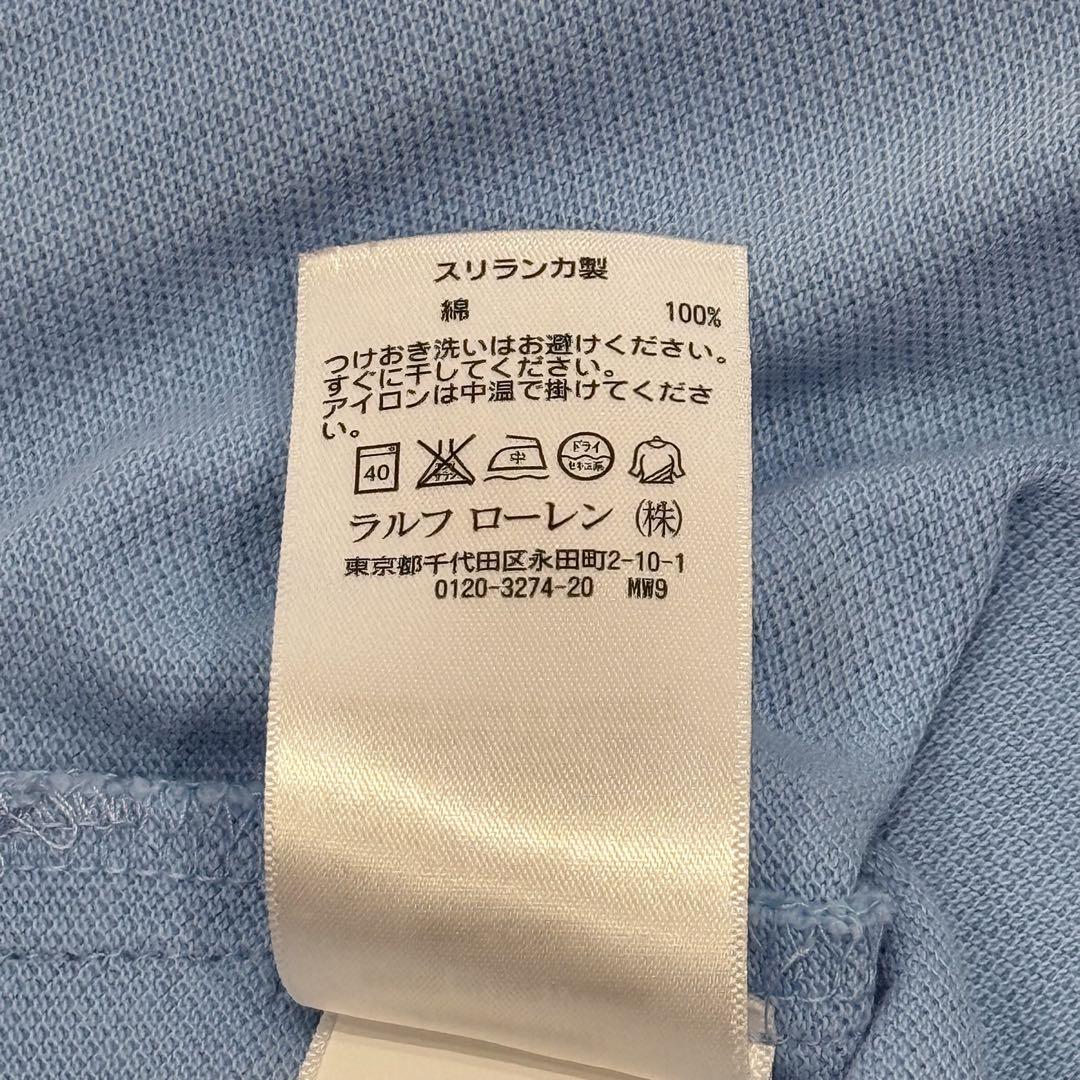 スリランカ製
綿 100%
つけおき洗いはお避けください。
すぐに干してください。
アイロンは中温で掛けてくださ
い。
40 中 ドライ
ラルフ ローレン (株)
東京都千代田区永田町2-10-1
0120-3274-20 MW9